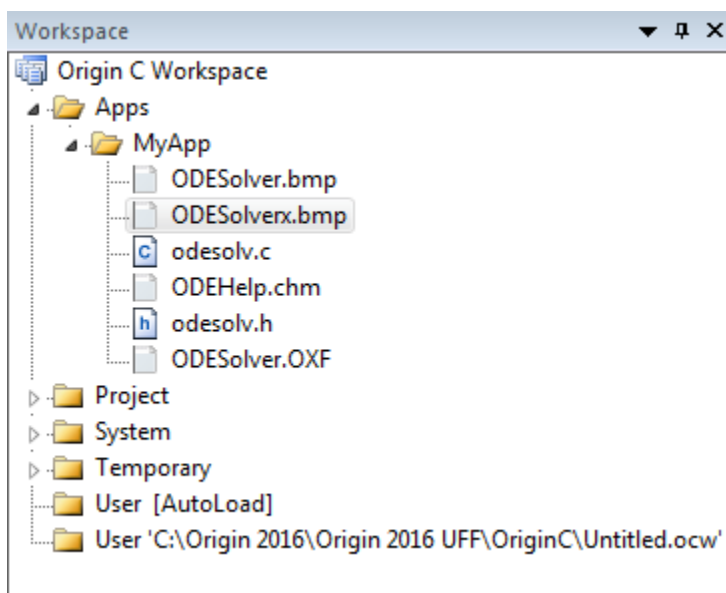 Workspace
Origin C Workspace
Apps
MyApp
ODESolver.bmp
ODESolverx.bmp
odesolv.c
ODEHelp.chm
odesolv.h
ODESolver.OXF
Project
System
Temporary
User [AutoLoad]
User 'C:\Origin 2016\Origin 2016 UFF\OriginC\Untitled.ocw'